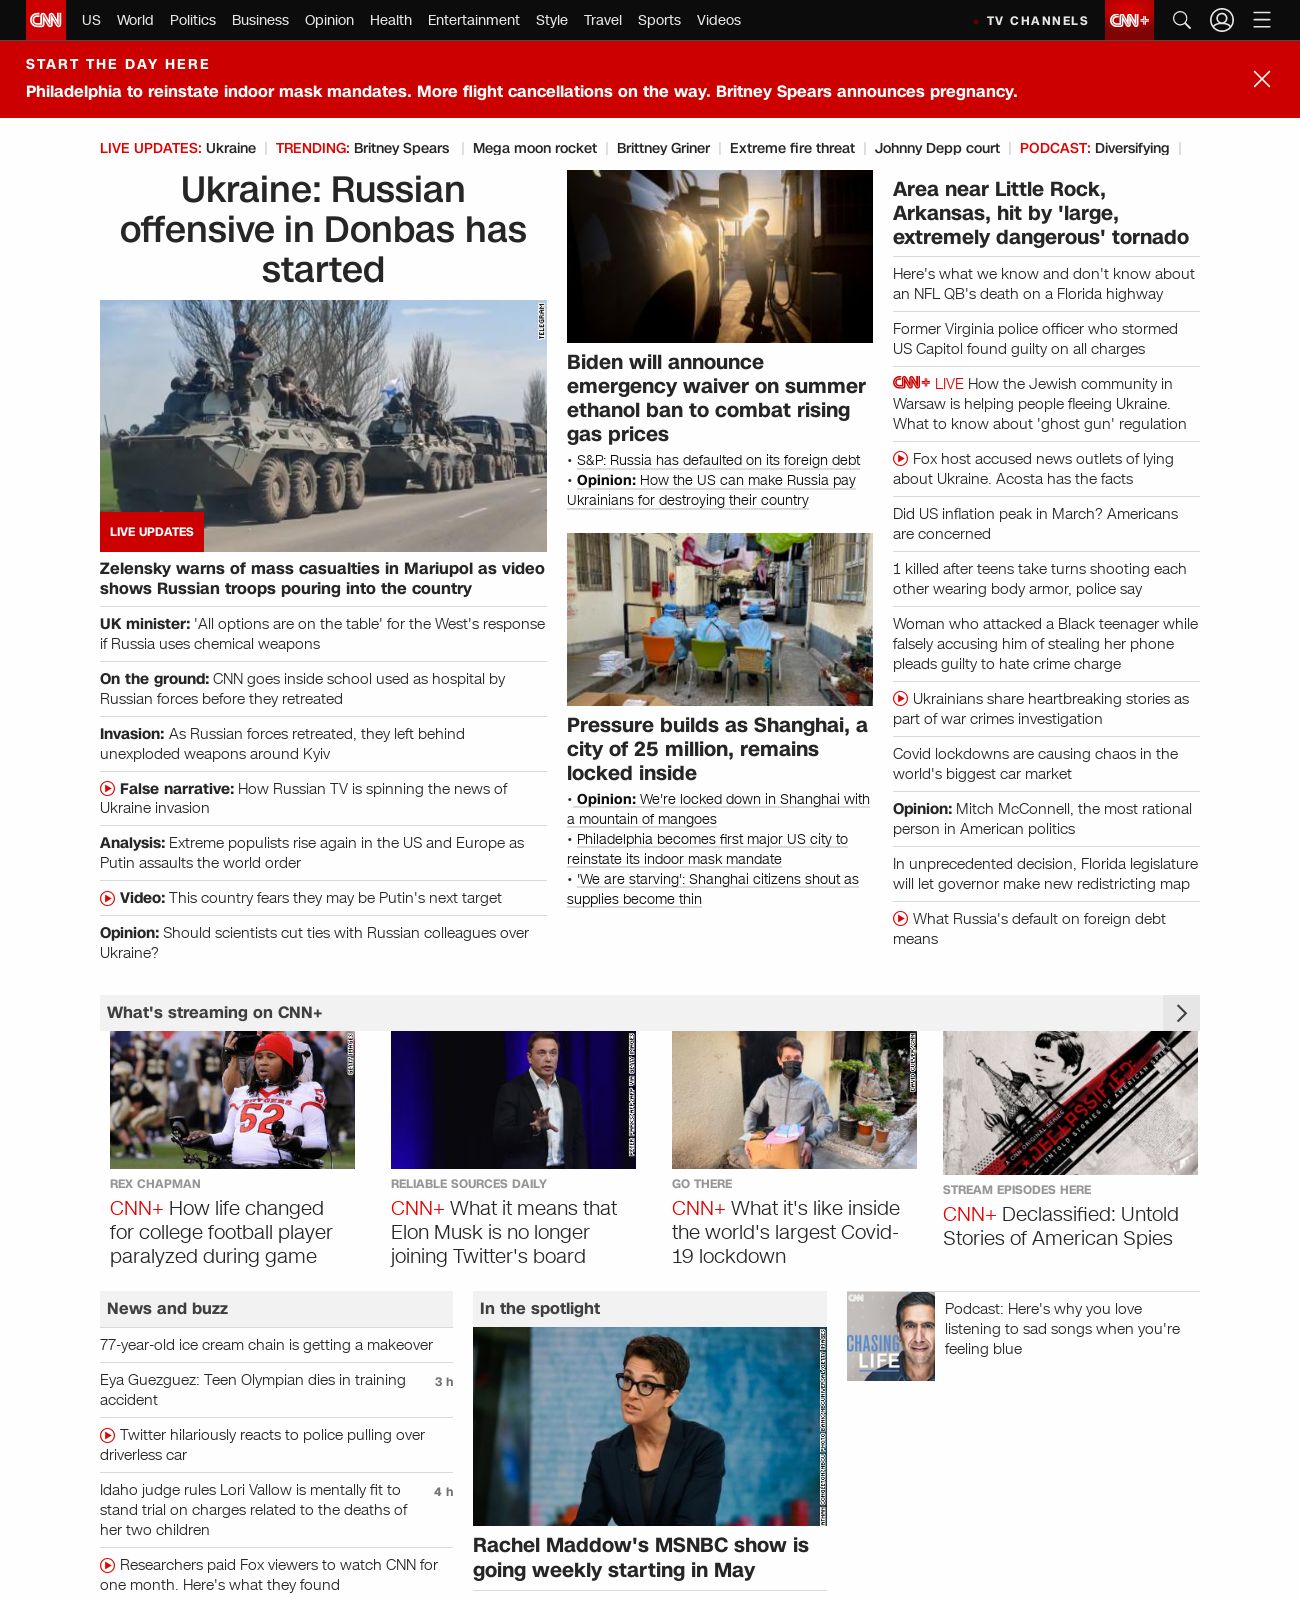 CNN US World Politics Business Opinion Health Entertainment Style Travel Sports Videos TV CHANNELS CNN+
START THE DAY HERE
Philadelphia to reinstate indoor mask mandates. More flight cancellations on the way. Britney Spears announces pregnancy.
LIVE UPDATES: Ukraine TRENDING: Britney Spears Mega moon rocket Brittney Griner Extreme fire threat Johnny Depp court PODCAST: Diversifying
Ukraine: Russian
offensive in Donbas has
started
TELEGRAM
LIVE UPDATES
Zelensky warns of mass casualties in Mariupol as video
shows Russian troops pouring into the country
UK minister: 'All options are on the table' for the West's response
if Russia uses chemical weapons
On the ground: CNN goes inside school used as hospital by
Russian forces before they retreated
Invasion: As Russian forces retreated, they left behind
unexploded weapons around Kyiv
False narrative: How Russian TV is spinning the news of
Ukraine invasion
Analysis: Extreme populists rise again in the US and Europe as
Putin assaults the world order
Video: This country fears they may be Putin's next target
Opinion: Should scientists cut ties with Russian colleagues over
Ukraine?
Biden will announce
emergency waiver on summer
ethanol ban to combat rising
gas prices
• S&P: Russia has defaulted on its foreign debt
• Opinion: How the US can make Russia pay
Ukrainians for destroying their country
Pressure builds as Shanghai, a
city of 25 million, remains
locked inside
• Opinion: We're locked down in Shanghai with
a mountain of mangoes
• Philadelphia becomes first major US city to
reinstate its indoor mask mandate
• 'We are starving': Shanghai citizens shout as
supplies become thin
Area near Little Rock,
Arkansas, hit by 'large,
extremely dangerous' tornado
Here's what we know and don't know about
an NFL QB's death on a Florida highway
Former Virginia police officer who stormed
US Capitol found guilty on all charges
CNN+ LIVE How the Jewish community in
Warsaw is helping people fleeing Ukraine.
What to know about 'ghost gun' regulation
Fox host accused news outlets of lying
about Ukraine. Acosta has the facts
Did US inflation peak in March? Americans
are concerned
1 killed after teens take turns shooting each
other wearing body armor, police say
Woman who attacked a Black teenager while
falsely accusing him of stealing her phone
pleads guilty to hate crime charge
Ukrainians share heartbreaking stories as
part of war crimes investigation
Covid lockdowns are causing chaos in the
world's biggest car market
Opinion: Mitch McConnell, the most rational
person in American politics
In unprecedented decision, Florida legislature
will let governor make new redistricting map
What Russia's default on foreign debt
means
What's streaming on CNN+
RUTGERS
52
GETTY IMAGES
REX CHAPMAN
CNN+ How life changed
for college football player
paralyzed during game
RELIABLE SOURCES DAILY
CNN+ What it means that
Elon Musk is no longer
joining Twitter's board
DAVID CULVER/CNN
GO THERE
CNN+ What it's like inside
the world's largest Covid-
19 lockdown
A CNN ORIGINAL SERIES
DECLASSIFIED
UNTOLD STORIES OF AMERICAN SPIES
STREAM EPISODES HERE
CNN+ Declassified: Untold
Stories of American Spies
News and buzz
77-year-old ice cream chain is getting a makeover
Eya Guezguez: Teen Olympian dies in training 3 h
accident
Twitter hilariously reacts to police pulling over
driverless car
Idaho judge rules Lori Vallow is mentally fit to 4 h
stand trial on charges related to the deaths of
her two children
Researchers paid Fox viewers to watch CNN for
one month. Here's what they found
In the spotlight
Rachel Maddow's MSNBC show is
going weekly starting in May
CNN
CHASING
LIFE
Podcast: Here's why you love
listening to sad songs when you're
feeling blue